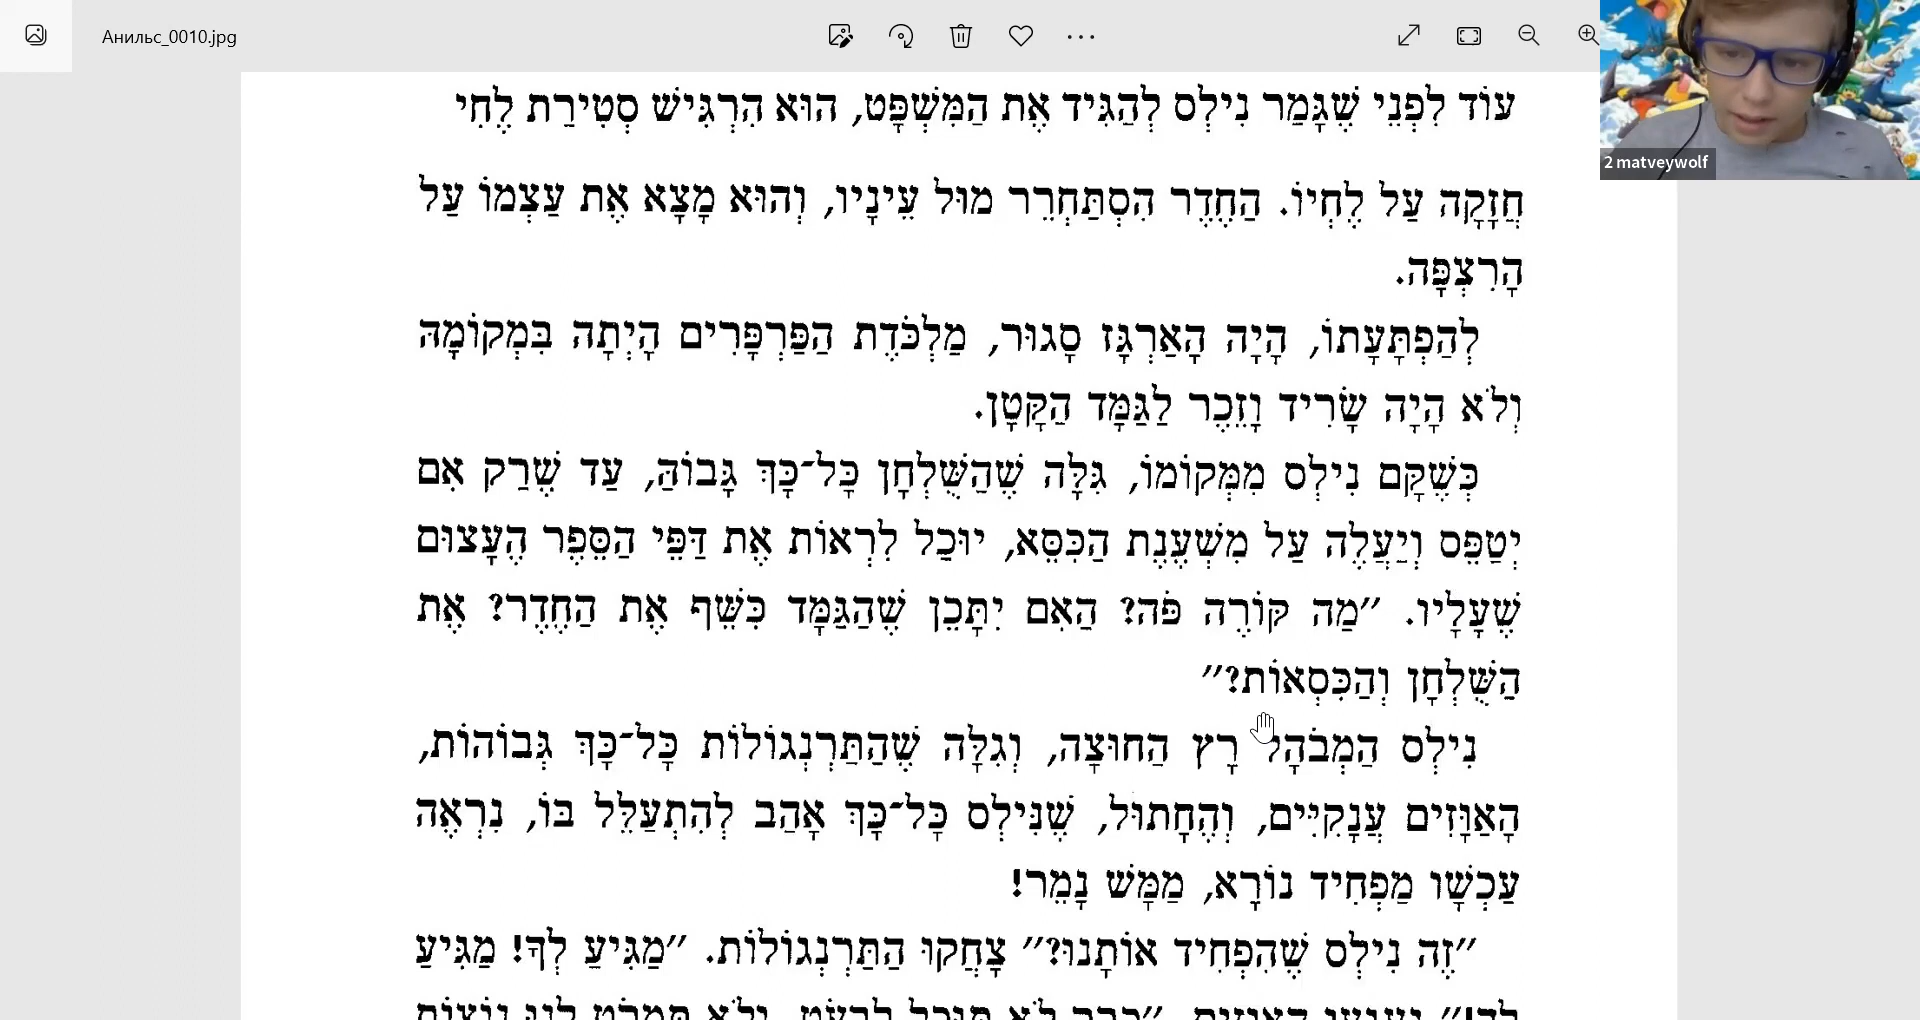 Анильс_0010.jpg
2 matveywolf
עוֹד לִפְנֵי שֶׁגָּמַר נִילְס לְהַגִּיד אֶת הַמִּשְׁפָּט, הוּא הִרְגִּישׁ סְטִירַת לֶחִי
חֲזָקָה עַל לֶחְיוֹ. הַחֶדֶר הִסְתַּחְרֵר מוּל עֵינָיו, וְהוּא מָצָא אֶת עַצְמוֹ עַל
הָרִצְפָּה.
לְהַפְתָּעָתוֹ, הָיָה הָאַרְגָּז סָגוּר, מַלְכֹּדֶת הַפַּרְפָּרִים הָיְתָה בִּמְקוֹמָהּ
וְלֹא הָיָה שָׂרִיד וָזֵכֶר לַגַּמָּד הַקָּטָן.
כְּשֶׁקָּם נִילְס מִמְּקוֹמוֹ, גִּלָּה שֶׁהַשֻּׁלְחָן כָּל־כָּךְ גָּבוֹהַּ, עַד שֶׁרַק אִם
יְטַפֵּס וְיַעֲלֶה עַל מִשְׁעֶנֶת הַכִּסֵּא, יוּכַל לִרְאוֹת אֶת דַּפֵּי הַסֵּפֶר הֶעָצוּם
שֶׁעָלָיו. ״מַה קּוֹרֶה פֹּה? הַאִם יִתָּכֵן שֶׁהַגַּמָּד כִּשֵּׁף אֶת הַחֶדֶר? אֶת
הַשֻּׁלְחָן וְהַכִּסְאוֹת?״
נִילְס הַמְבֹהָל רָץ הַחוּצָה, וְגִלָּה שֶׁהַתַּרְנְגוֹלוֹת כָּל־כָּךְ גְּבוֹהוֹת,
הָאַוָּזִים עֲנָקִיִּים, וְהֶחָתוּל, שֶׁנִּילְס כָּל־כָּךְ אָהַב לְהִתְעַלֵּל בּוֹ, נִרְאֶה
עַכְשָׁו מַפְחִיד נוֹרָא, מַמָּשׁ נָמֵר!
״זֶה נִילְס שֶׁהִפְחִיד אוֹתָנוּ?״ צָחֲקוּ הַתַּרְנְגוֹלוֹת. ״מַגִּיעַ לְךָ! מַגִּיעַ